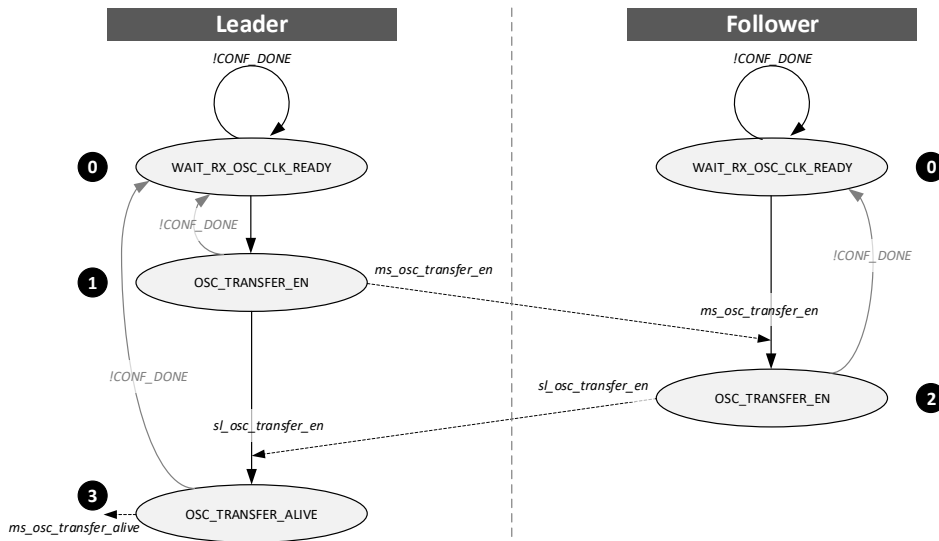 Leader
Follower
!CONF_DONE
!CONF_DONE
0
WAIT_RX_OSC_CLK_READY
WAIT_RX_OSC_CLK_READY
0
!CONF_DONE
!CONF_DONE
1
OSC_TRANSFER_EN
ms_osc_transfer_en
ms_osc_transfer_en
!CONF_DONE
sl_osc_transfer_en
OSC_TRANSFER_EN
2
sl_osc_transfer_en
3
OSC_TRANSFER_ALIVE
ms_osc_transfer_alive